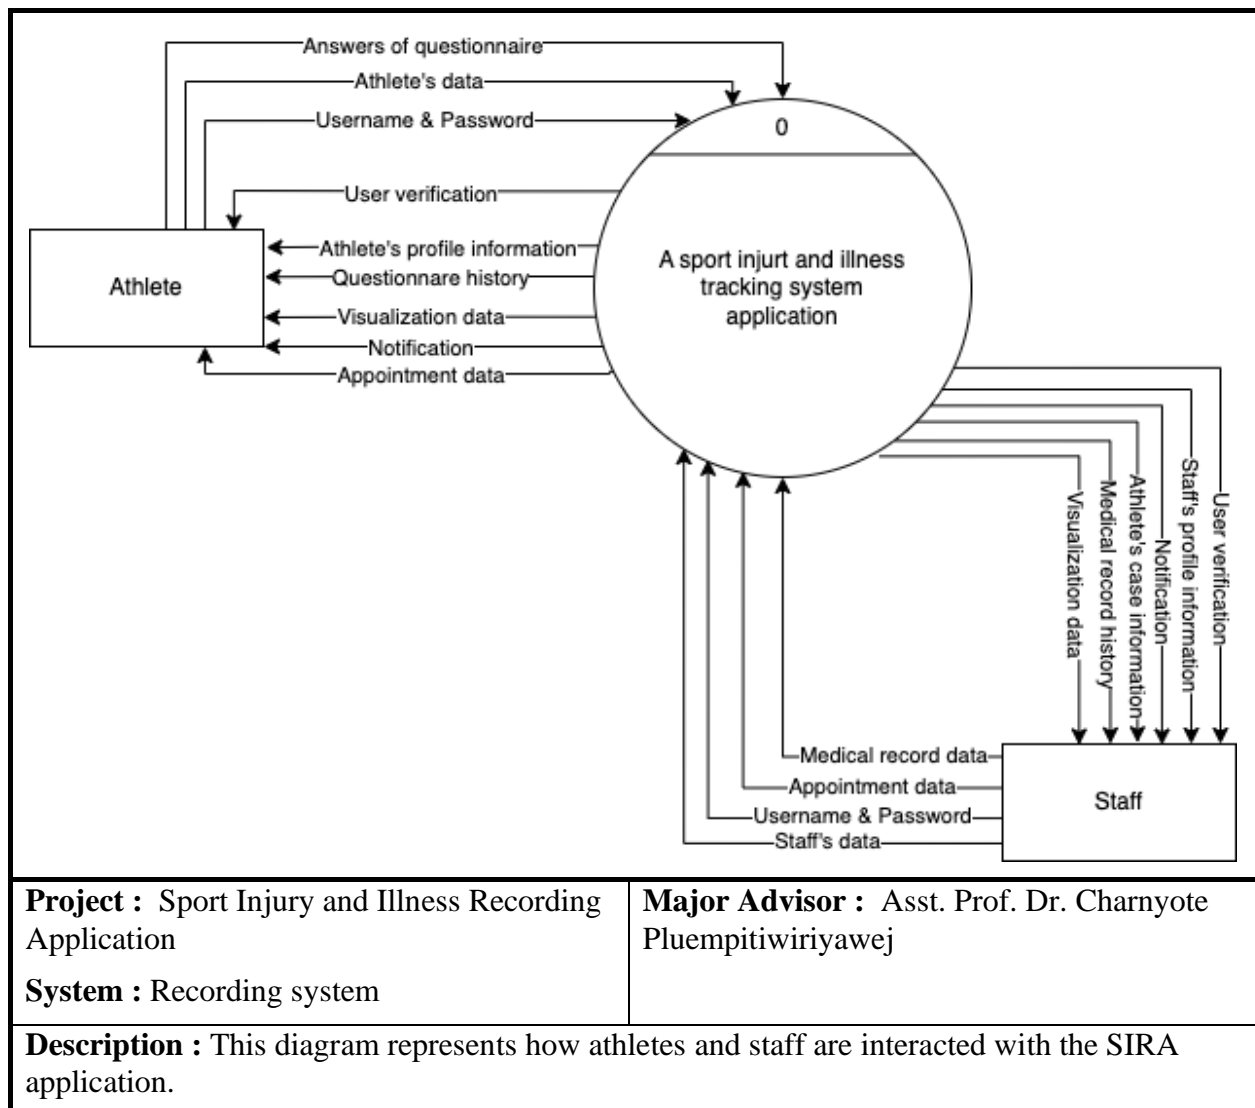 Answers of questionnaire
Athlete's data
Username & Password
0
User verification
Athlete's profile information
Questionnare history
Visualization data
Notification
Appointment data
Athlete
A sport injurt and illness
tracking system
application
Visualization data
Medical record history
Athlete's case information
Notification
Staff's profile information
User verification
Medical record data
Appointment data
Username & Password
Staff's data
Staff
Project : Sport Injury and Illness Recording
Application
System : Recording system
Major Advisor : Asst. Prof. Dr. Charnyote
Pluempitiwiriyawej
Description : This diagram represents how athletes and staff are interacted with the SIRA
application.